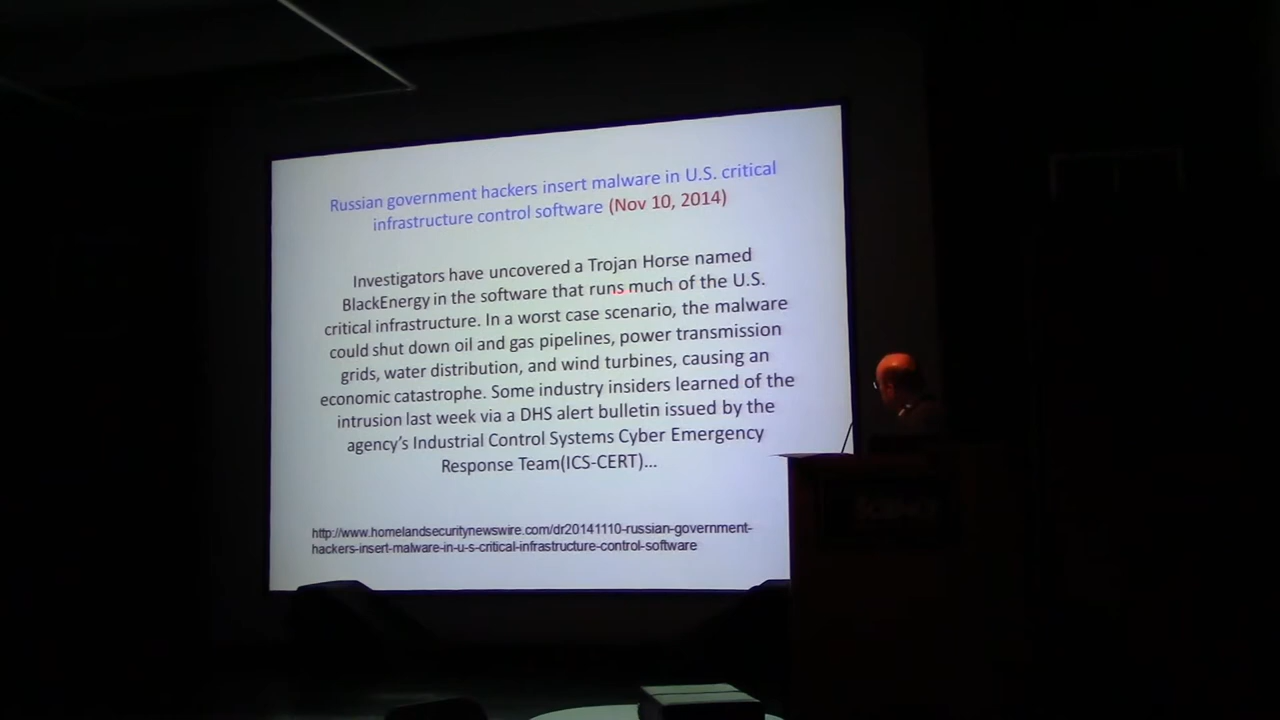 Russian government hackers insert malware in U.S. critical
infrastructure control software (Nov 10, 2014)
Investigators have uncovered a Trojan Horse named
BlackEnergy in the software that runs much of the U.S.
critical infrastructure. In a worst case scenario, the malware
could shut down oil and gas pipelines, power transmission
grids, water distribution, and wind turbines, causing an
economic catastrophe. Some industry insiders learned of the
intrusion last week via a DHS alert bulletin issued by the
agency's Industrial Control Systems Cyber Emergency
Response Team(ICS-CERT)...
http://www.homelandsecuritynewswire.com/dr20141110-russian-government-
hackers-insert-malware-in-u-s-critical-infrastructure-control-software